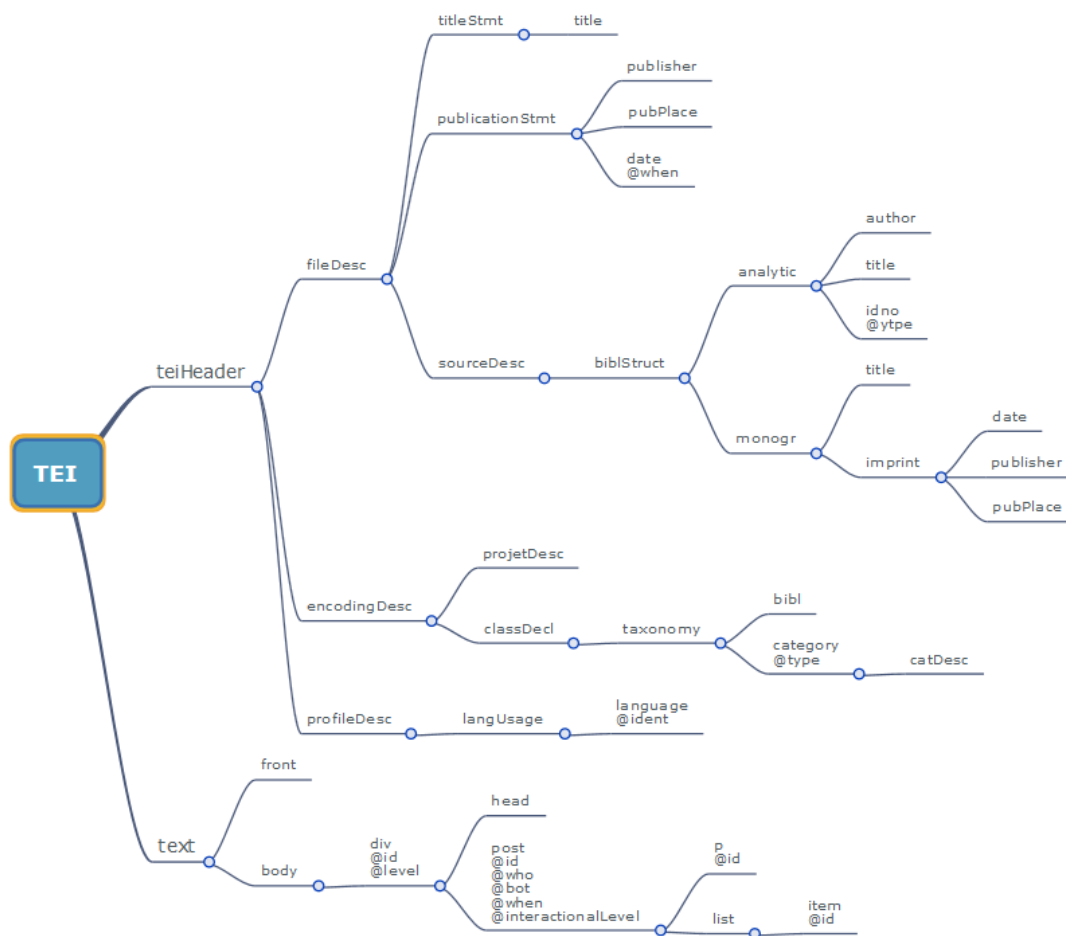 titleStmt
title
publisher
publicationStmt
pubPlace
date
@when
author
fileDesc
analytic
title
idno
@ytpe
teiHeader
sourceDesc
biblStruct
title
monogr
date
imprint
publisher
pubPlace
TEI
projetDesc
encodingDesc
classDecl
taxonomy
bibl
category
@type
catDesc
profileDesc
langUsage
language
@ident
front
text
head
body
div
@id
@level
post
@id
@who
@bot
@when
@interactionalLevel
p
@id
list
item
@id